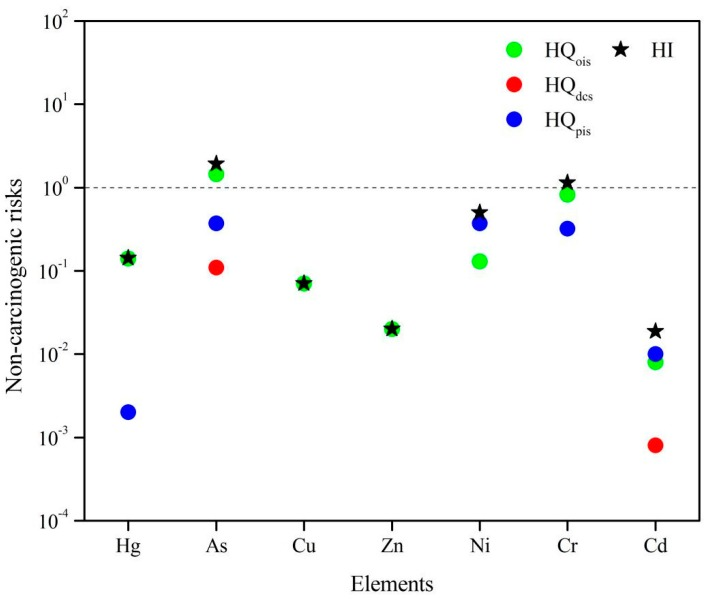 HQois HI
HQdcs
HQpis
Non-carcinogenic risks
10²
10¹
10⁰
10⁻¹
10⁻²
10⁻³
10⁻⁴
Hg As Cu Zn Ni Cr Cd
Elements